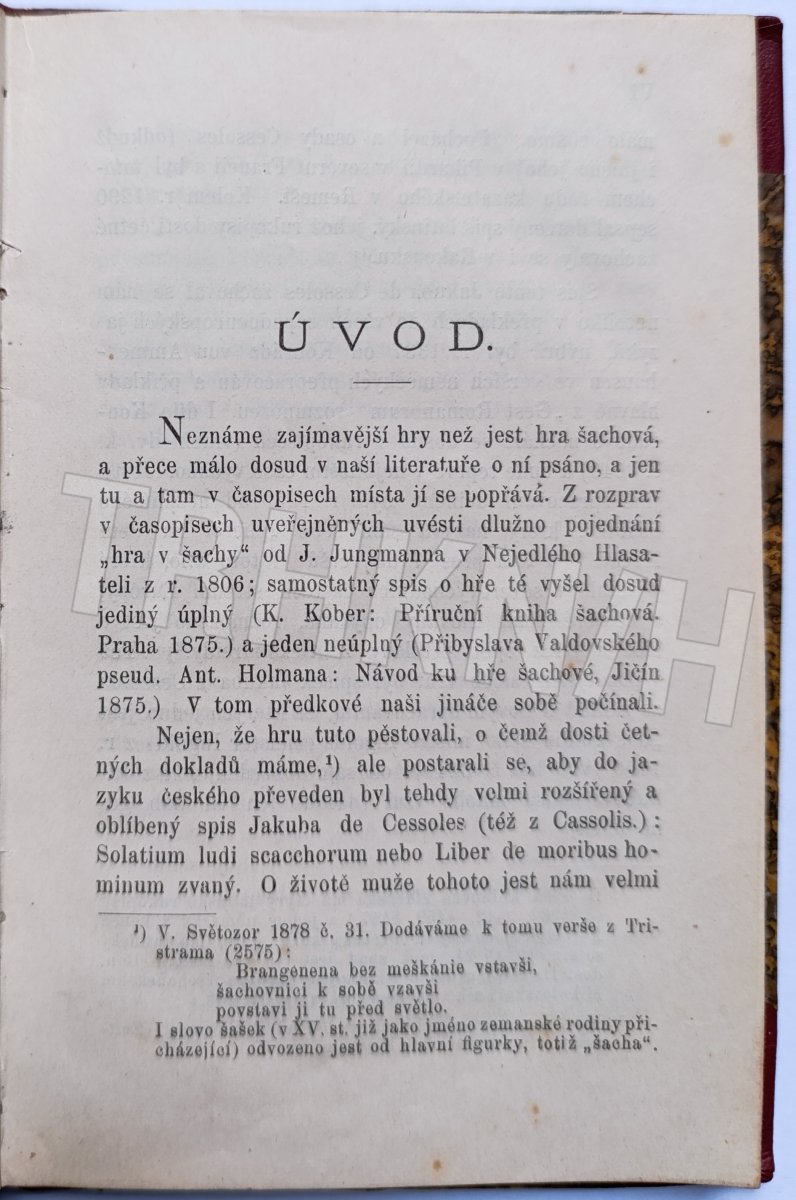 ÚVOD.
Neznáme zajímavější hry než jest hra šachová,
a přece málo dosud v naší literatuře o ní psáno, a jen
tu a tam v časopisech místa jí se popřává. Z rozprav
v časopisech uveřejněných uvésti dlužno pojednání
„hra v šachy“ od J. Jungmanna v Nejedlého Hlasa-
teli z r. 1806; samostatný spis o hře té vyšel dosud
jediný úplný (K. Kober: Příruční kniha šachová.
Praha 1875.) a jeden neúplný (Přibyslava Valdovského
pseud. Ant. Holmana: Návod ku hře šachové, Jičín
1875.) V tom předkové naši jináče sobě počínali.
Nejen, že hru tuto pěstovali, o čemž dosti čet-
ných dokladů máme,¹) ale postarali se, aby do ja-
zyku českého převeden byl tehdy velmi rozšířený a
oblíbený spis Jakuba de Cessoles (též z Cassolis.):
Solatium ludi scacchorum nebo Liber de moribus ho-
minum zvaný. O životě muže tohoto jest nám velmi
¹) V. Světozor 1878 č. 31. Dodáváme k tomu verše z Tri-
strama (2575):
Brangenena bez meškánie vstavši,
šachovnici k sobě vzavši
povstavi ji tu před světlo.
I slovo šašek (v XV. st. již jako jméno zemanské rodiny při-
cházející) odvozeno jest od hlavní figurky, totiž „šacha“.